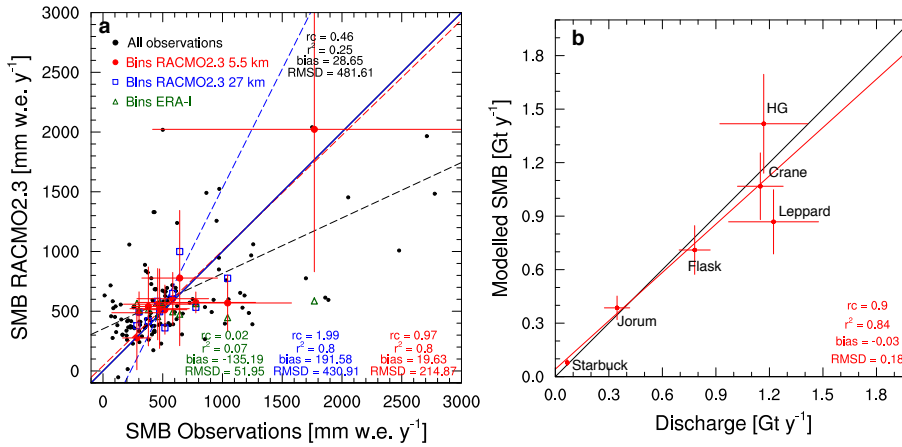 a
3000
2500
2000
1500
1000
500
0
SMB RACMO2.3 [mm w.e. y-1]
All observations
Bins RACMO2.3 5.5 km
Bins RACMO2.3 27 km
Bins ERA-I
rc = 0.46
r2 = 0.25
bias = 28.65
RMSD = 481.61
rc = 0.02
r2 = 0.07
bias = -135.19
RMSD = 51.95
rc = 1.99
r2 = 0.8
bias = 191.58
RMSD = 430.91
rc = 0.97
r2 = 0.8
bias = 19.63
RMSD = 214.87
0 500 1000 1500 2000 2500 3000
SMB Observations [mm w.e. y-1]
b
1.8
1.5
1.2
0.9
0.6
0.3
0.0
Modelled SMB [Gt y-1]
HG
Crane
Leppard
Flask
Jorum
Starbuck
rc = 0.9
r2 = 0.84
bias = -0.03
RMSD = 0.18
0.0 0.3 0.6 0.9 1.2 1.5 1.8
Discharge [Gt y-1]